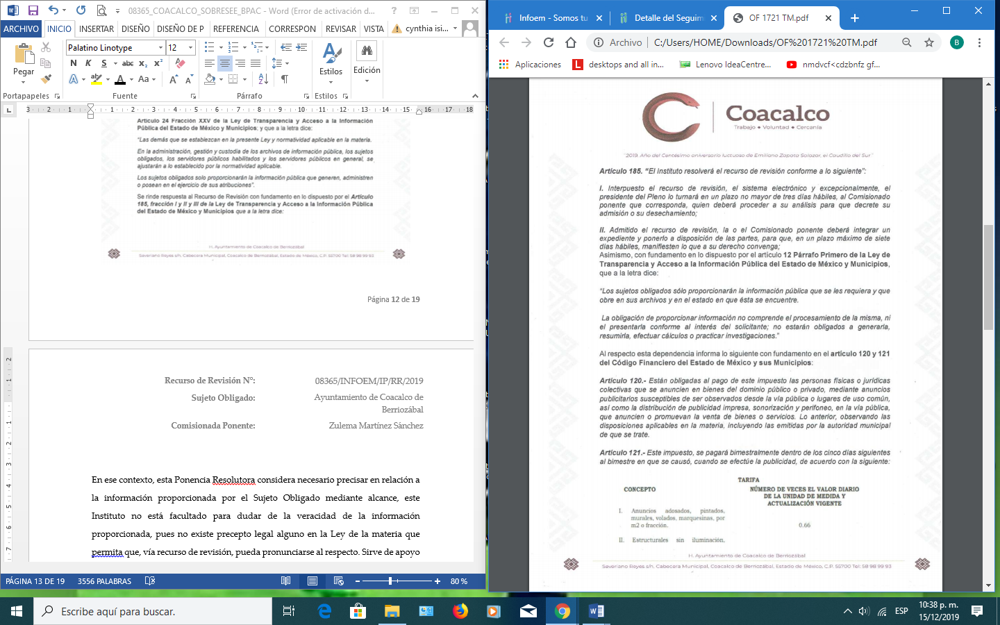 08365_COACALCO_SOBRESEE_BPAC - Word (Error de activación d...
ARCHIVO INICIO INSERTAR DISEÑO DISEÑO DE P REFERENCIA CORRESPON REVISAR VISTA cynthia isi...
Palatino Linotype 12
Pegar
N K S abc x₂ x²
Estilos
Edición
Portapapeles Fuente Párrafo Estilos
Artículo 24 Fracción XXV de la Ley de Transparencia y Acceso a la Información
Pública del Estado de México y Municipios; y que a la letra dice:
“Las demás que se establezcan en la presente Ley y normatividad aplicable en la materia.
En la administración, gestión y custodia de los archivos de información pública, los sujetos
obligados, los servidores públicos habilitados y los servidores públicos en general, se
ajustarán a lo establecido por la normatividad aplicable.
Los sujetos obligados solo proporcionarán la información pública que generen, administren
o posean en el ejercicio de sus atribuciones”.
Se rinde respuesta al Recurso de Revisión con fundamento en lo dispuesto por el Artículo
185, fracción I y II y III de la Ley de Transparencia y Acceso a la Información Pública
del Estado de México y Municipios que a la letra dice:
H. Ayuntamiento de Coacalco de Berriozábal
Severiano Reyes s/n, Cabecera Municipal, Coacalco de Berriozábal, Estado de México, C.P. 55700 Tel: 58 98 99 93
Página 12 de 19
Recurso de Revisión N°: 08365/INFOEM/IP/RR/2019
Sujeto Obligado: Ayuntamiento de Coacalco de
Berriozábal
Comisionada Ponente: Zulema Martínez Sánchez
En ese contexto, esta Ponencia Resolutora considera necesario precisar en relación a
la información proporcionada por el Sujeto Obligado mediante alcance, este
Instituto no está facultado para dudar de la veracidad de la información
proporcionada, pues no existe precepto legal alguno en la Ley de la materia que
permita que, vía recurso de revisión, pueda pronunciarse al respecto. Sirve de apoyo
PÁGINA 13 DE 19 3556 PALABRAS 80 %
Infoem - Somos tu
Detalle del Seguim
OF 1721 TM.pdf
Archivo C:/Users/HOME/Downloads/OF%201721%20TM.pdf B
Aplicaciones desktops and all in... Lenovo IdeaCentre... nmdvcf<cdzbnfz gf...
Coacalco
Trabajo ♦ Voluntad ♦ Cercanía
"2019. Año del Centésimo aniversario luctuoso de Emiliano Zapata Salazar, el Caudillo del Sur."
Artículo 185. “El Instituto resolverá el recurso de revisión conforme a lo siguiente”:
I. Interpuesto el recurso de revisión, el sistema electrónico y excepcionalmente, el
presidente del Pleno lo turnará en un plazo no mayor de tres días hábiles, al Comisionado
ponente que corresponda, quien deberá proceder a su análisis para que decrete su
admisión o su desechamiento;
II. Admitido el recurso de revisión, la o el Comisionado ponente deberá integrar un
expediente y ponerlo a disposición de las partes, para que, en un plazo máximo de siete
días hábiles, manifiesten lo que a su derecho convenga;
Asimismo, con fundamento en lo dispuesto por el artículo 12 Párrafo Primero de la Ley de
Transparencia y Acceso a la Información Pública del Estado de México y Municipios,
que a la letra dice:
“Los sujetos obligados sólo proporcionarán la información pública que se les requiera y que
obre en sus archivos y en el estado en que ésta se encuentre.
La obligación de proporcionar información no comprende el procesamiento de la misma, ni
el presentarla conforme al interés del solicitante; no estarán obligados a generarla,
resumirla, efectuar cálculos o practicar investigaciones.”
Al respecto esta dependencia informa lo siguiente con fundamento en el artículo 120 y 121
del Código Financiero del Estado de México y sus Municipios:
Artículo 120.- Están obligadas al pago de este impuesto las personas físicas o jurídicas
colectivas que se anuncien en bienes del dominio público o privado, mediante anuncios
publicitarios susceptibles de ser observados desde la vía pública o lugares de uso común,
así como la distribución de publicidad impresa, sonorización y perifoneo, en la vía pública,
que anuncien o promuevan la venta de bienes o servicios. Lo anterior, observando las
disposiciones aplicables en la materia, incluyendo las emitidas por la autoridad municipal
de que se trate.
Artículo 121.- Este impuesto, se pagará bimestralmente dentro de los cinco días siguientes
al bimestre en que se causó, cuando se efectúe la publicidad, de acuerdo con la siguiente:
TARIFA
CONCEPTO NÚMERO DE VECES EL VALOR DIARIO
DE LA UNIDAD DE MEDIDA Y
ACTUALIZACIÓN VIGENTE
I. Anuncios adosados, pintados,
murales, volados, marquesinas, por
m2 o fracción. 0.66
II. Estructurales sin iluminación,
H. Ayuntamiento de Coacalco de Berriozábal
Severiano Reyes s/n, Cabecera Municipal, Coacalco de Berriozábal, Estado de México, C.P. 55700 Tel: 58 98 99 93
Escribe aquí para buscar.
ESP
10:38 p. m.
15/12/2019